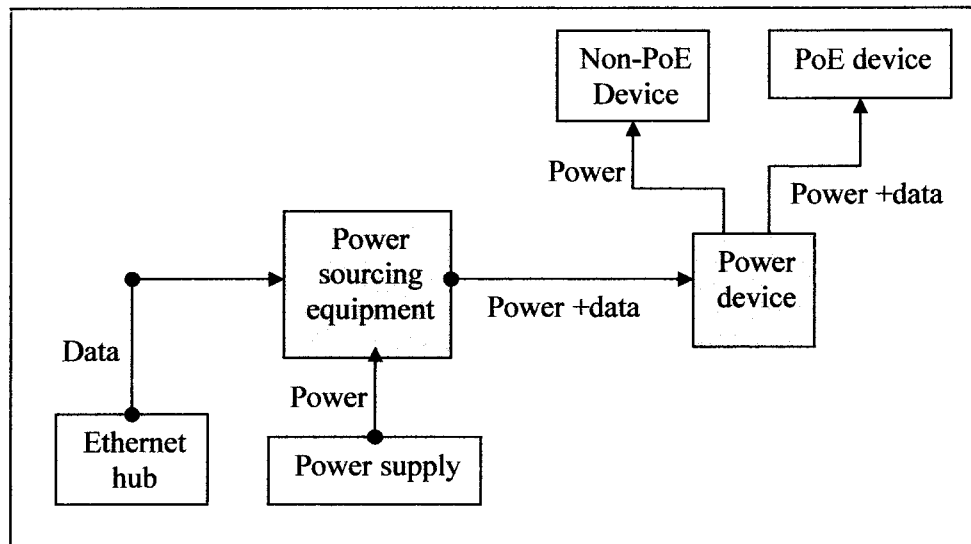 Non-PoE
Device
PoE device
Power
Power +data
Power
sourcing
equipment
Power +data
Power
device
Data
Power
Ethernet
hub
Power supply